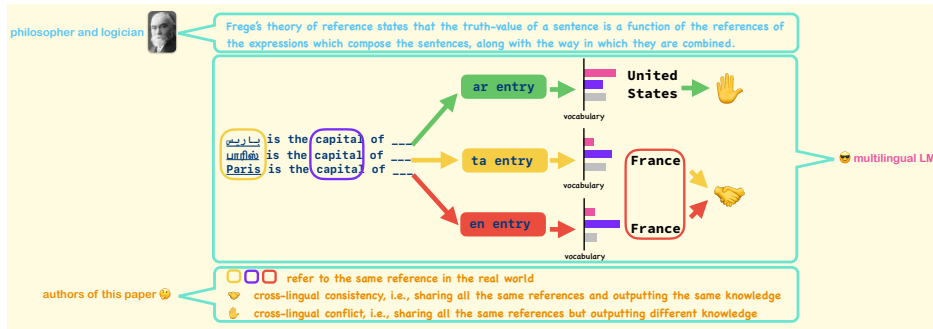 philosopher and logician
Frege's theory of reference states that the truth-value of a sentence is a function of the references of
the expressions which compose the sentences, along with the way in which they are combined.
ar entry
United
States
vocabulary
پاریس is the capital of ___
பாரிஸ் is the capital of ___
Paris is the capital of ___
ta entry
France
vocabulary
😎 multilingual LM
en entry
France
vocabulary
refer to the same reference in the real world
authors of this paper 🤔
cross-lingual consistency, i.e., sharing all the same references and outputting the same knowledge
cross-lingual conflict, i.e., sharing all the same references but outputting different knowledge